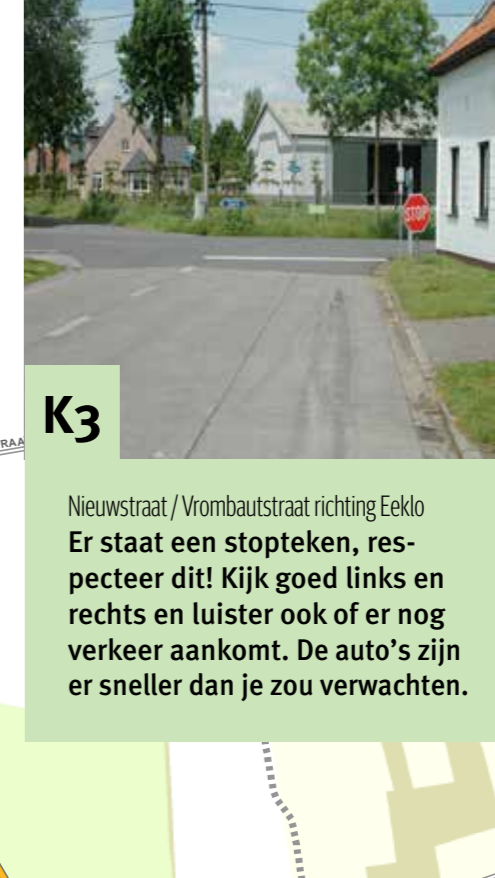 STOP
RAA
K3
Nieuwstraat / Vrombautstraat richting Eeklo
Er staat een stopteken, res-
pecteer dit! Kijk goed links en
rechts en luister ook of er nog
verkeer aankomt. De auto’s zijn
er sneller dan je zou verwachten.